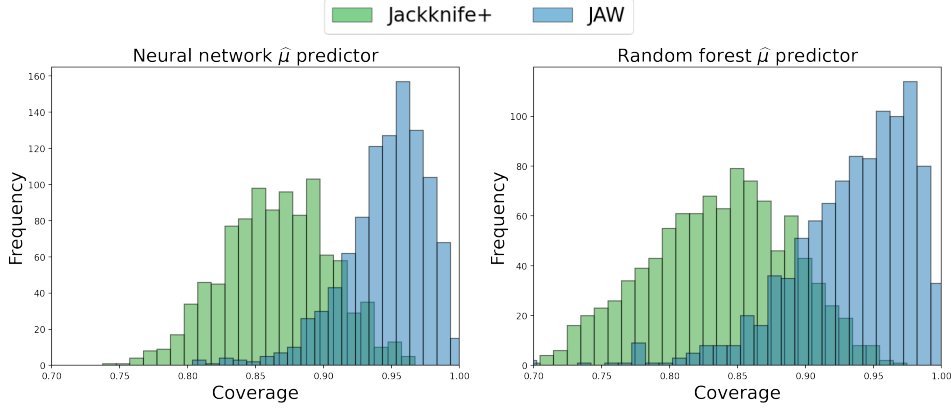 Jackknife+ JAW
Neural network μ̂ predictor
Random forest μ̂ predictor
Frequency
160
140
120
100
80
60
40
20
0
0.70 0.75 0.80 0.85 0.90 0.95 1.00
Coverage
Frequency
100
80
60
40
20
0
0.70 0.75 0.80 0.85 0.90 0.95 1.00
Coverage